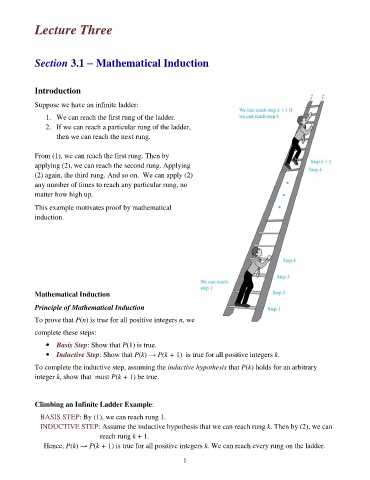 Lecture Three
Section 3.1 – Mathematical Induction
Introduction
Suppose we have an infinite ladder:
1. We can reach the first rung of the ladder.
2. If we can reach a particular rung of the ladder,
then we can reach the next rung.
From (1), we can reach the first rung. Then by
applying (2), we can reach the second rung. Applying
(2) again, the third rung. And so on. We can apply (2)
any number of times to reach any particular rung, no
matter how high up.
This example motivates proof by mathematical
induction.
We can reach step k + 1 if
we can reach step k
Step k + 1
Step k
Step 4
Step 3
We can reach
step 1
Step 2
Step 1
Mathematical Induction
Principle of Mathematical Induction
To prove that P(n) is true for all positive integers n, we
complete these steps:
• Basis Step: Show that P(1) is true.
• Inductive Step: Show that P(k) → P(k + 1) is true for all positive integers k.
To complete the inductive step, assuming the inductive hypothesis that P(k) holds for an arbitrary
integer k, show that must P(k + 1) be true.
Climbing an Infinite Ladder Example:
BASIS STEP: By (1), we can reach rung 1.
INDUCTIVE STEP: Assume the inductive hypothesis that we can reach rung k. Then by (2), we can
reach rung k + 1.
Hence, P(k) → P(k + 1) is true for all positive integers k. We can reach every rung on the ladder.
1